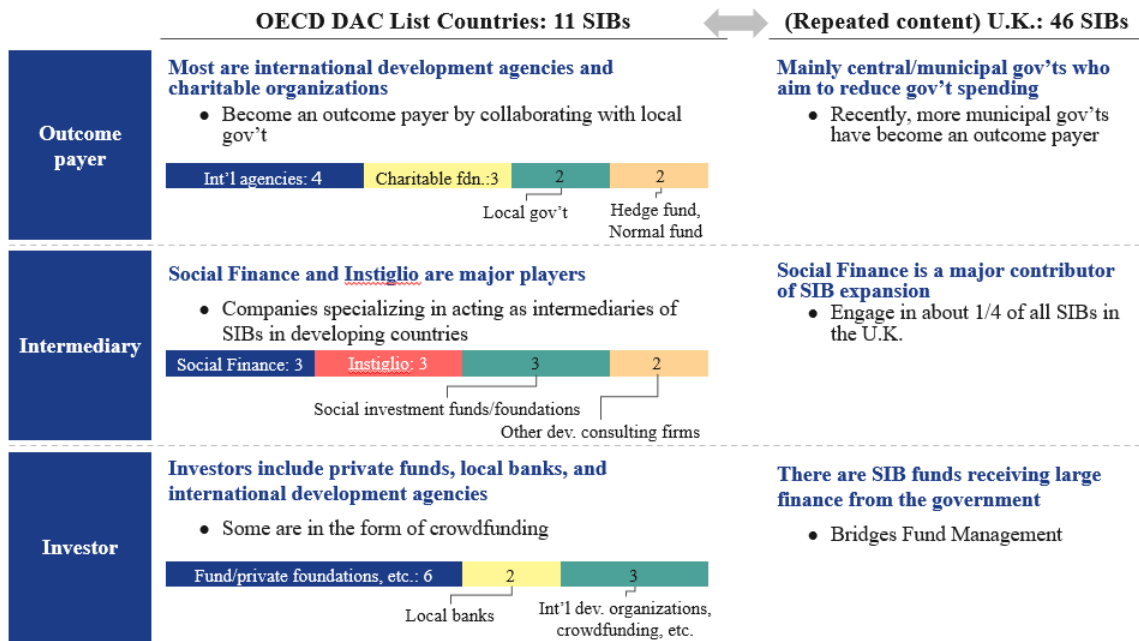 OECD DAC List Countries: 11 SIBs
(Repeated content) U.K.: 46 SIBs
Outcome
payer
Most are international development agencies and
charitable organizations
● Become an outcome payer by collaborating with local
gov’t
Int’l agencies: 4
Charitable fdn.:3
2
2
Local gov’t
Hedge fund,
Normal fund
Mainly central/municipal gov’ts who
aim to reduce gov’t spending
● Recently, more municipal gov’ts
have become an outcome payer
Intermediary
Social Finance and Instiglio are major players
● Companies specializing in acting as intermediaries of
SIBs in developing countries
Social Finance: 3
Instiglio: 3
3
2
Social investment funds/foundations
Other dev. consulting firms
Social Finance is a major contributor
of SIB expansion
● Engage in about 1/4 of all SIBs in
the U.K.
Investor
Investors include private funds, local banks, and
international development agencies
● Some are in the form of crowdfunding
Fund/private foundations, etc.: 6
2
3
Local banks
Int’l dev. organizations,
crowdfunding, etc.
There are SIB funds receiving large
finance from the government
● Bridges Fund Management